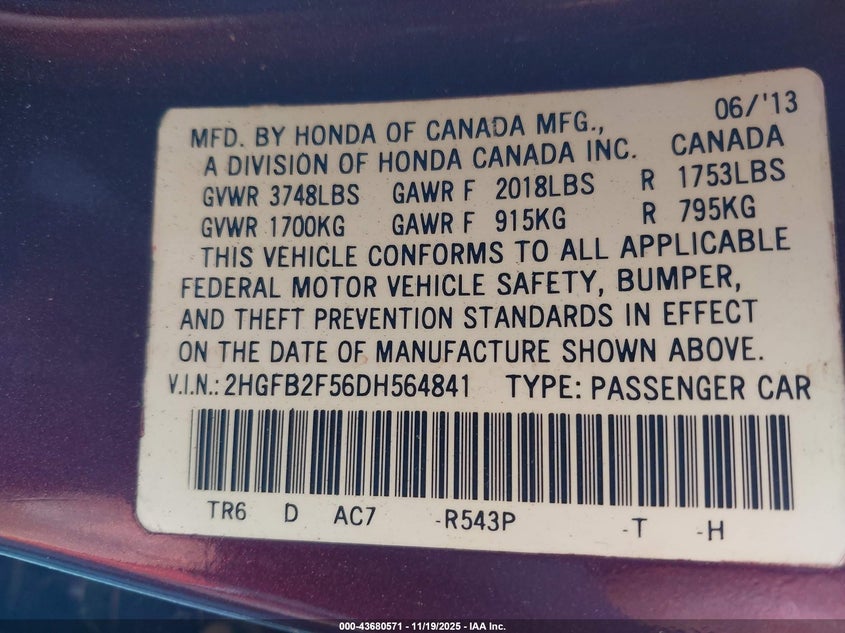 06/'13
MFD. BY HONDA OF CANADA MFG.,
A DIVISION OF HONDA CANADA INC. CANADA
GVWR 3748LBS GAWR F 2018LBS R 1753LBS
GVWR 1700KG GAWR F 915KG R 795KG
THIS VEHICLE CONFORMS TO ALL APPLICABLE
FEDERAL MOTOR VEHICLE SAFETY, BUMPER,
AND THEFT PREVENTION STANDARDS IN EFFECT
ON THE DATE OF MANUFACTURE SHOWN ABOVE.
V.I.N.: 2HGFB2F56DH564841 TYPE: PASSENGER CAR
TR6 D AC7 -R543P -T -H
000-43680571 - 11/19/2025 - IAA Inc.